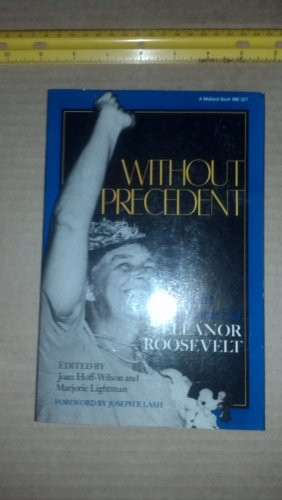 A Midland Book MB 327
WITHOUT
PRECEDENT
ELEANOR
ROOSEVELT
EDITED BY
Joan Hoff-Wilson and
Marjorie Lightman
FOREWORD BY JOSEPH P. LASH